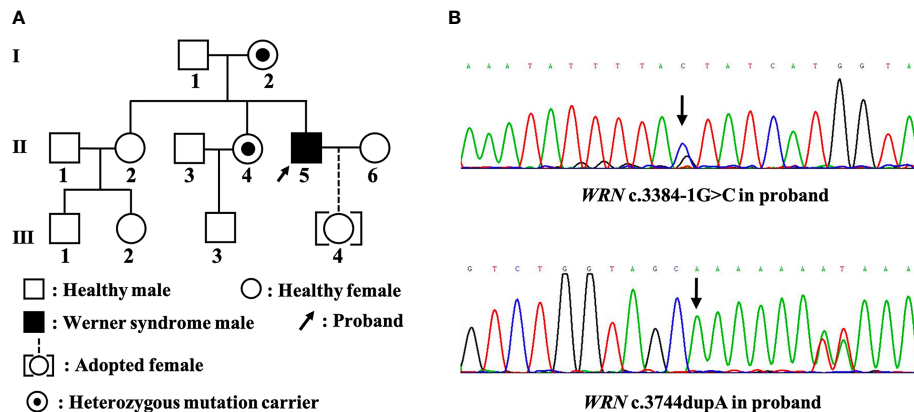 A
I
1
2
II
1
2
3
4
5
6
III
1
2
3
4
: Healthy male
: Healthy female
: Werner syndrome male
: Proband
: Adopted female
: Heterozygous mutation carrier
B
A A A T A T T T T A C T A T C A T G G T A
WRN c.3384-1G>C in proband
G T C T G G T A G C A A A A A A A T A A A
WRN c.3744dupA in proband